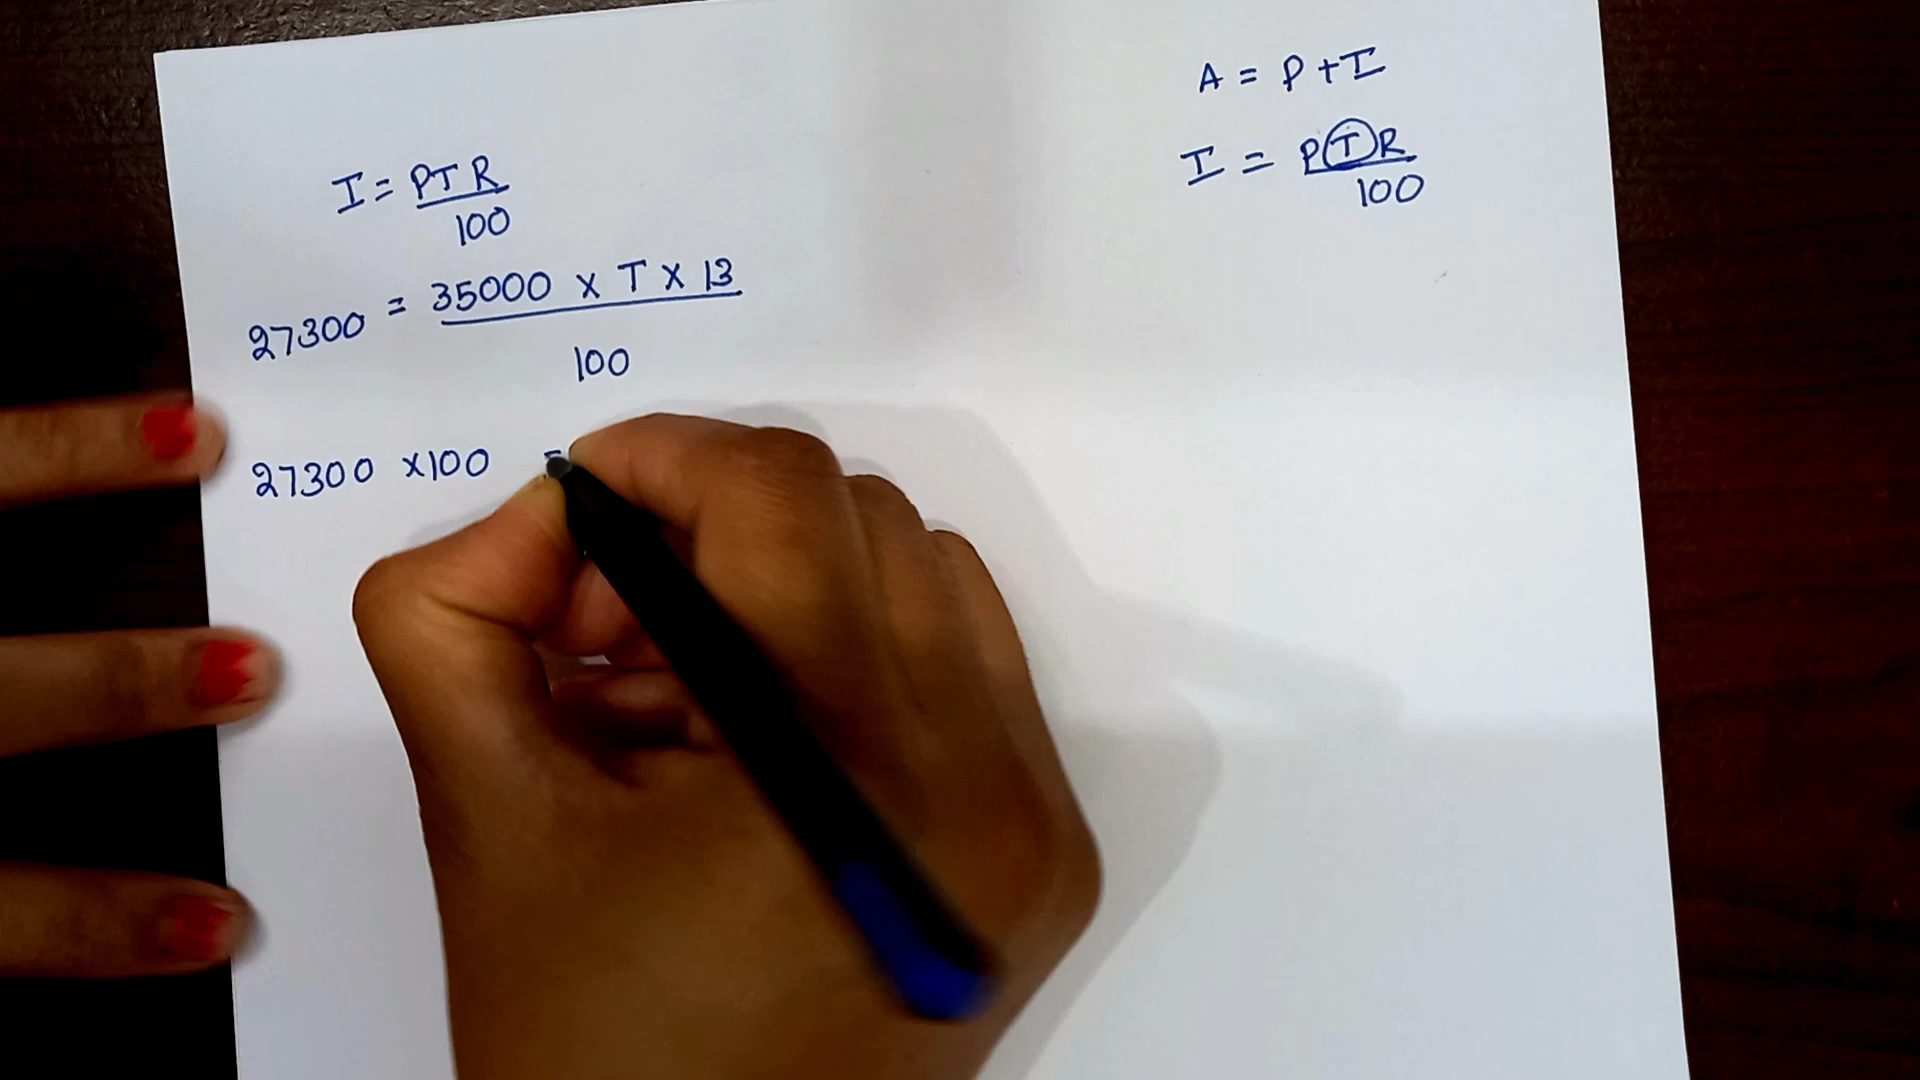 I = PTR
100
27300 = 35000 x T x 13
100
27300 x100 =
A = P + I
I = PTR
100